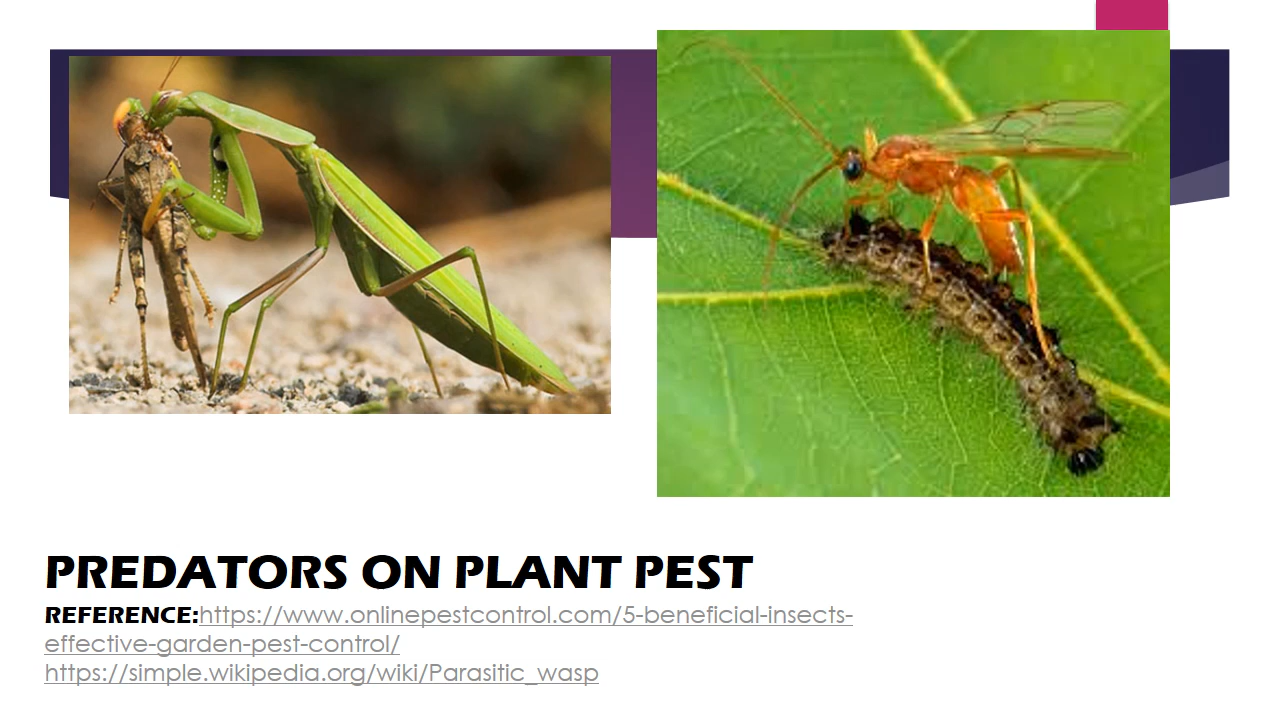 PREDATORS ON PLANT PEST
REFERENCE:https://www.onlinepestcontrol.com/5-beneficial-insects-
effective-garden-pest-control/
https://simple.wikipedia.org/wiki/Parasitic_wasp